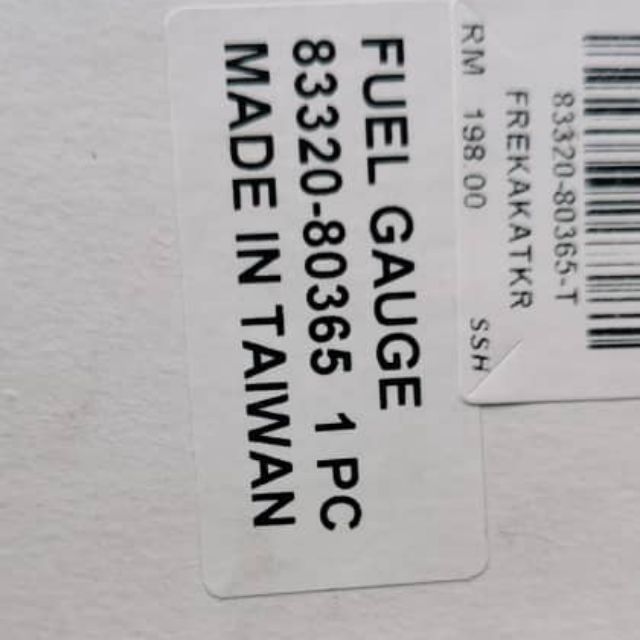 FUEL GAUGE
83320-80365 1 PC
MADE IN TAIWAN
83320-80365-T
FREKAKATKR
RM 198.00 SSH